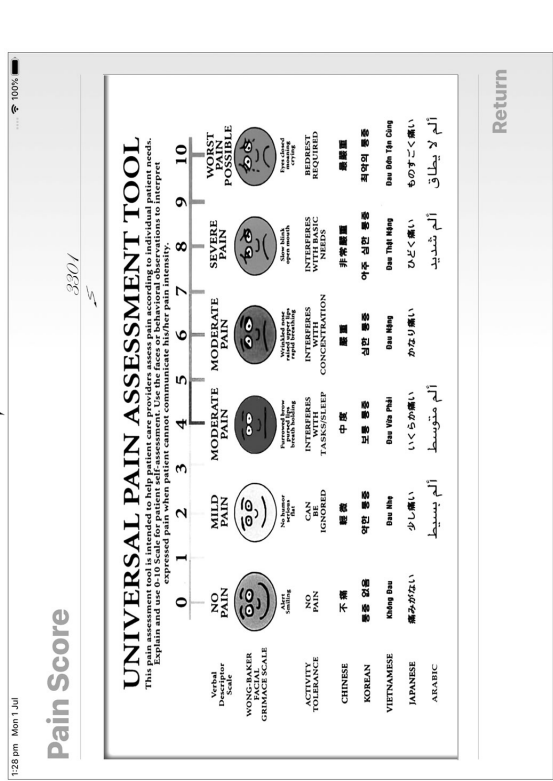 1:28 pm Mon 1 Jul
100%
Pain Score
3301
UNIVERSAL PAIN ASSESSMENT TOOL
This pain assessment tool is intended to help patient care providers assess pain according to individual patient needs.
Explain and use 0-10 Scale for patient self-assessment. Use the faces or behavioral observations to interpret
expressed pain when patient cannot communicate his/her pain intensity.
0 1 2 3 4 5 6 7 8 9 10
Verbal Descriptor Scale
NO PAIN
MILD PAIN
MODERATE PAIN
MODERATE PAIN
SEVERE PAIN
WORST PAIN POSSIBLE
WONG-BAKER FACIAL GRIMACE SCALE
Alert Smiling
No humor serious flat
Furrowed brow pursed lips breath holding
Wrinkled nose raised upper lips rapid breathing
Slow blink open mouth
Eyes closed moaning crying
ACTIVITY TOLERANCE
NO PAIN
CAN BE IGNORED
INTERFERES WITH TASKS/SLEEP
INTERFERES WITH CONCENTRATION
INTERFERES WITH BASIC NEEDS
BEDREST REQUIRED
CHINESE 不痛 輕微 中度 嚴重 非常嚴重 最嚴重
KOREAN 통증 없음 약한 통증 보통 통증 심한 통증 아주 심한 통증 최악의 통증
VIETNAMESE Không Đau Đau Nhẹ Đau Vừa Phải Đau Nặng Đau Thật Nặng Đau Đớn Tận Cùng
JAPANESE 痛みがない 少し痛い いくらか痛い かなり痛い ひどく痛い ものすごく痛い
ARABIC ألم بسيط ألم متوسط ألم شديد ألم لا يطاق
Return